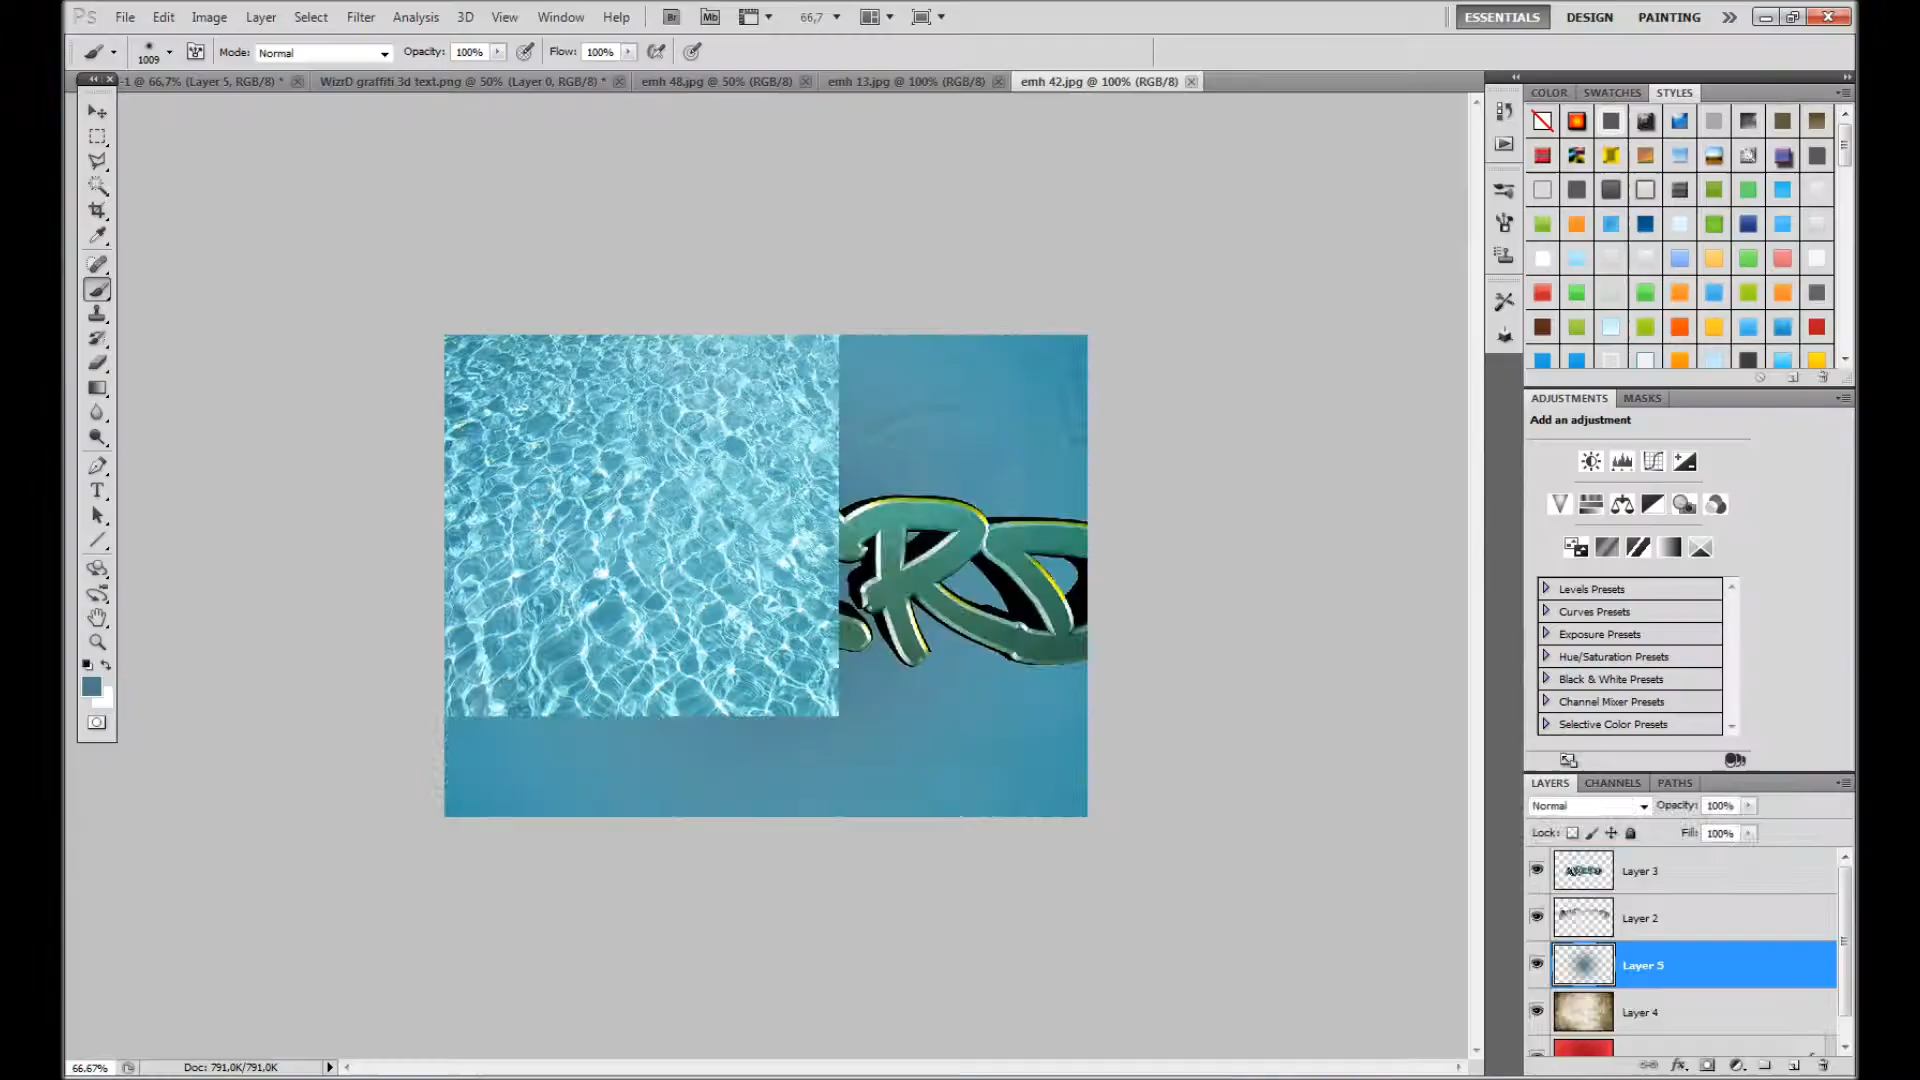 Ps File Edit Image Layer Select Filter Analysis 3D View Window Help Br Mb 66,7 ESSENTIALS DESIGN PAINTING
1009 Mode: Normal Opacity: 100% Flow: 100%
-1 @ 66,7% (Layer 5, RGB/8) * WizrD graffiti 3d text.png @ 50% (Layer 0, RGB/8) * emh 48.jpg @ 50% (RGB/8) emh 13.jpg @ 100% (RGB/8) emh 42.jpg @ 100% (RGB/8)
COLOR SWATCHES STYLES
ADJUSTMENTS MASKS
Add an adjustment
Levels Presets
Curves Presets
Exposure Presets
Hue/Saturation Presets
Black & White Presets
Channel Mixer Presets
Selective Color Presets
LAYERS CHANNELS PATHS
Normal Opacity: 100%
Lock: Fill: 100%
Layer 3
Layer 2
Layer 5
Layer 4
66.67% Doc: 791,0K/791,0K